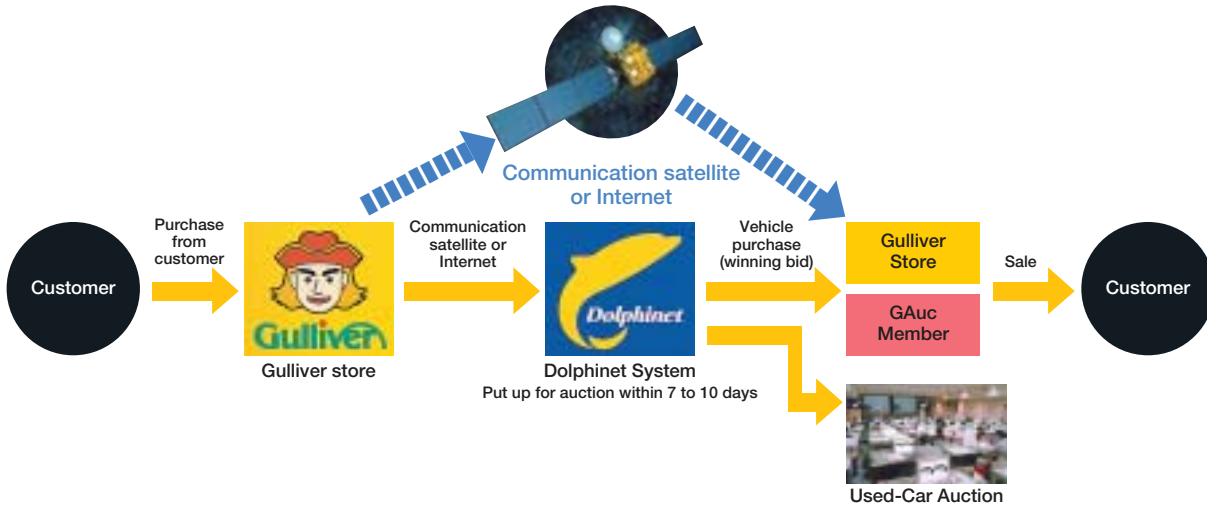 Communication satellite
or Internet
Customer
Purchase
from
customer
Gulliver
Gulliver store
Communication
satellite or
Internet
Dolphinet
Dolphinet System
Put up for auction within 7 to 10 days
Vehicle
purchase
(winning bid)
Gulliver
Store
GAuc
Member
Used-Car Auction
Sale
Customer